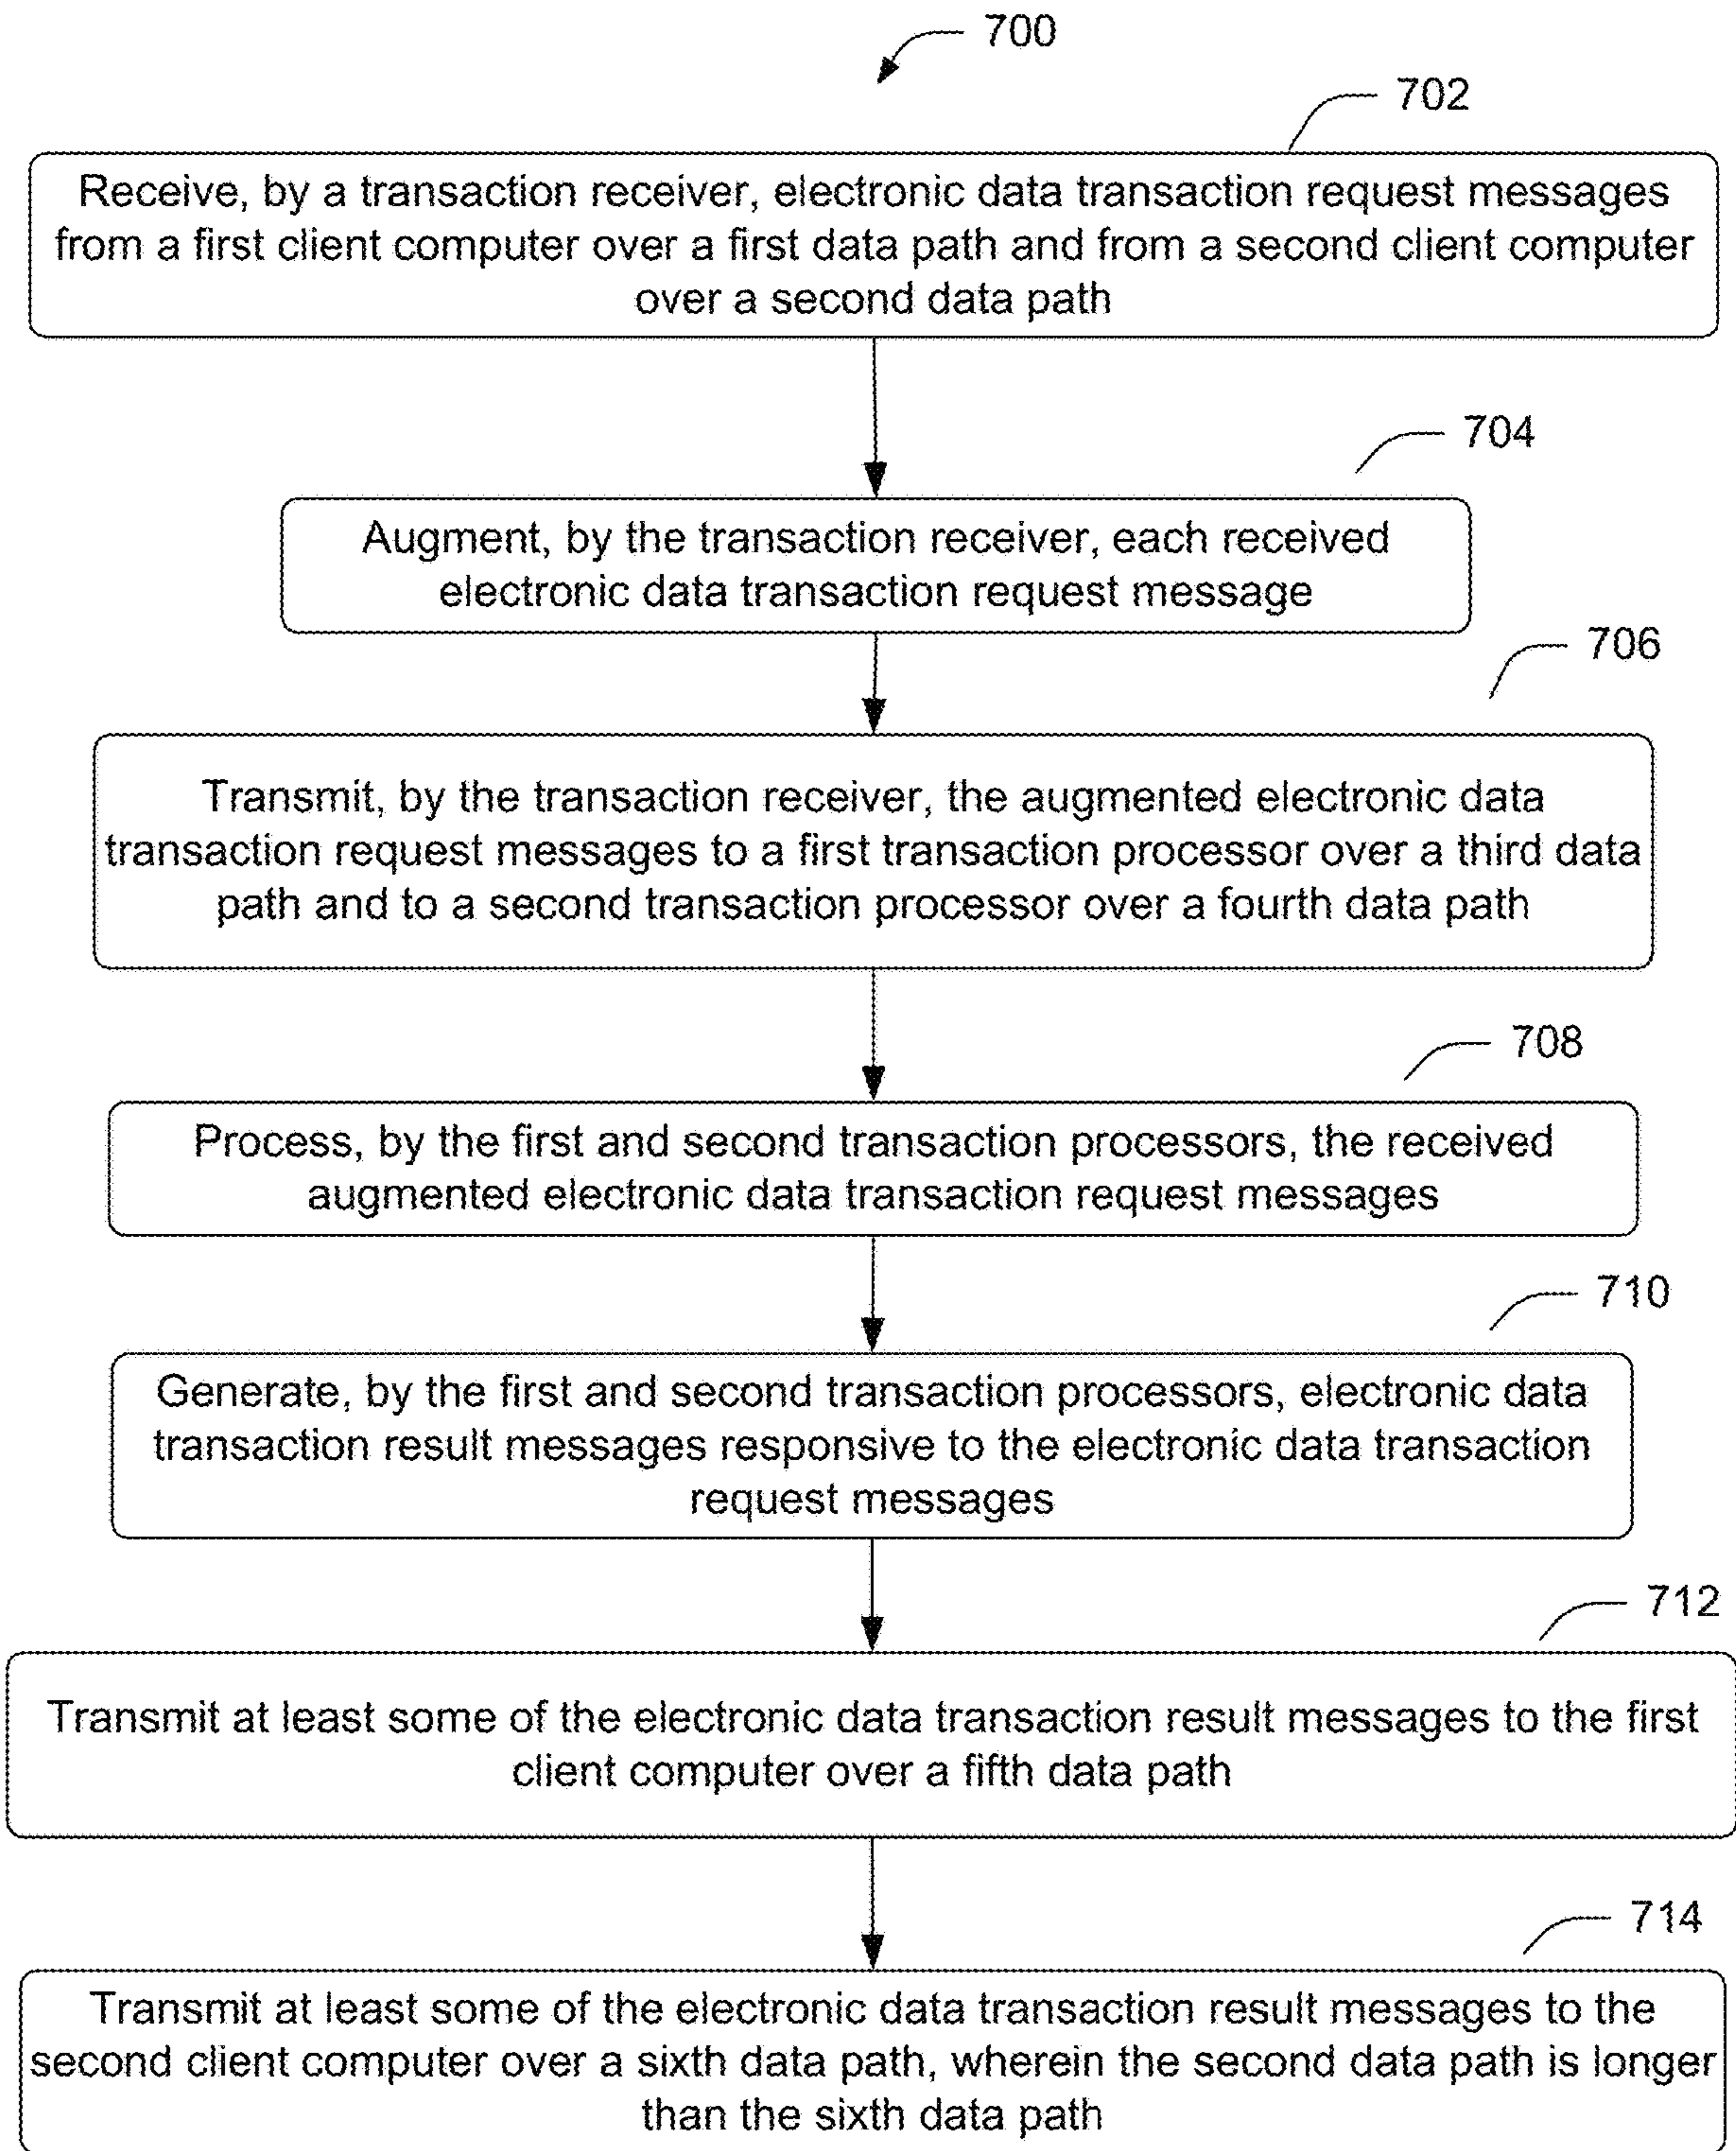 700
702
Receive, by a transaction receiver, electronic data transaction request messages
from a first client computer over a first data path and from a second client computer
over a second data path
704
Augment, by the transaction receiver, each received
electronic data transaction request message
706
Transmit, by the transaction receiver, the augmented electronic data
transaction request messages to a first transaction processor over a third data
path and to a second transaction processor over a fourth data path
708
Process, by the first and second transaction processors, the received
augmented electronic data transaction request messages
710
Generate, by the first and second transaction processors, electronic data
transaction result messages responsive to the electronic data transaction
request messages
712
Transmit at least some of the electronic data transaction result messages to the first
client computer over a fifth data path
714
Transmit at least some of the electronic data transaction result messages to the
second client computer over a sixth data path, wherein the second data path is longer
than the sixth data path